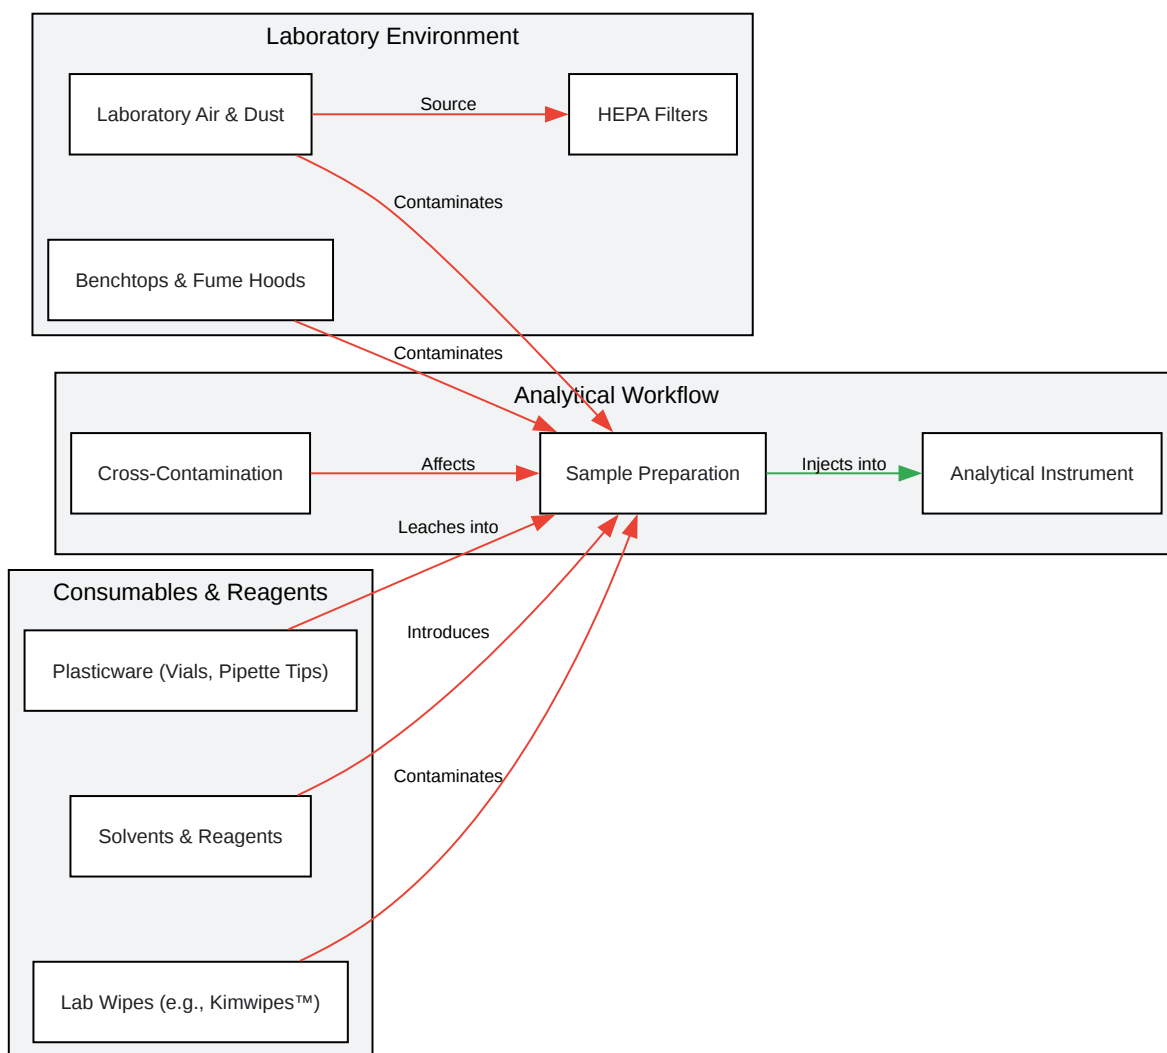 Laboratory Environment
Laboratory Air & Dust
Source
HEPA Filters
Contaminates
Benchtops & Fume Hoods
Contaminates
Analytical Workflow
Cross-Contamination
Affects
Sample Preparation
Injects into
Analytical Instrument
Leaches into
Consumables & Reagents
Plasticware (Vials, Pipette Tips)
Introduces
Contaminates
Solvents & Reagents
Lab Wipes (e.g., Kimwipes™)